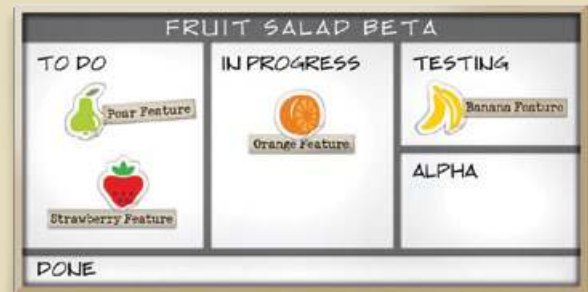 FRUIT SALAD BETA
TO DO
Pear Feature
Strawberry Feature
IN PROGRESS
Orange Feature
TESTING
Banana Feature
ALPHA
DONE